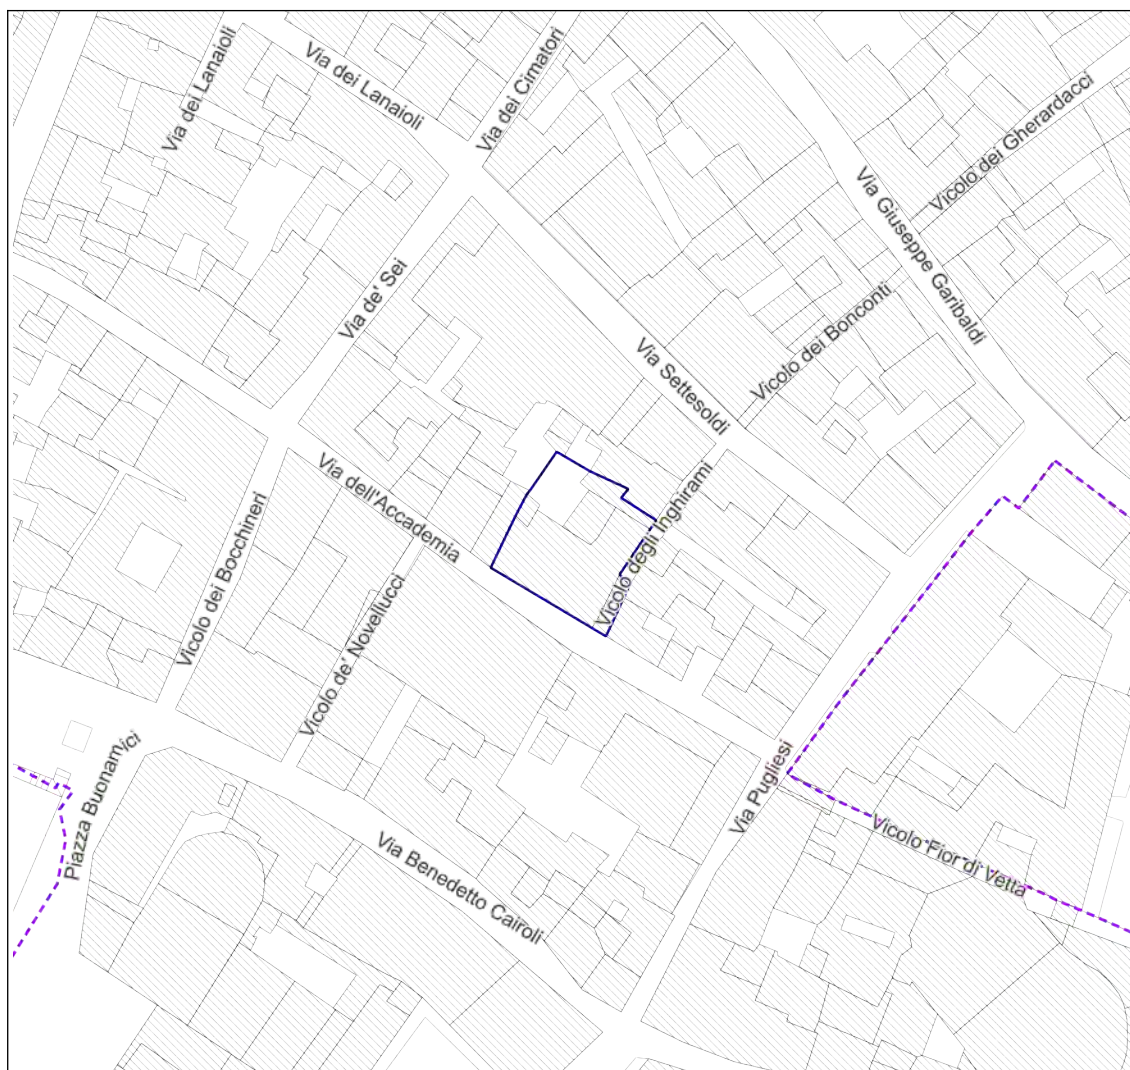 Via dei Lanaioli
Via dei Lanaioli
Via dei Cimatori
Vicolo dei Gherardacci
Via Giuseppe Garibaldi
Via de' Sei
Vicolo dei Bonconti
Via Settesoldi
Via dell'Accademia
Vicolo degli Inghirami
Vicolo dei Bocchineri
Vicolo de' Novellucci
Piazza Buonamici
Via Pugliesi
Vicolo Fior di Vetta
Via Benedetto Cairoli